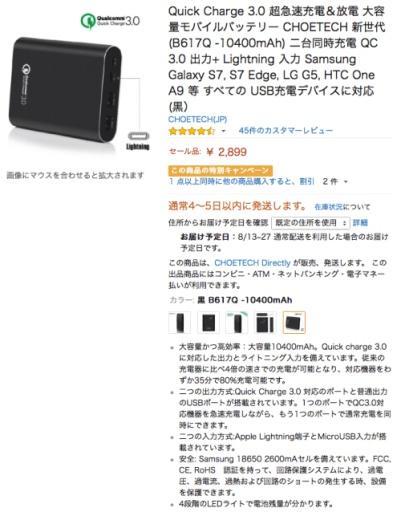 Qualcomm 3.0
Quick Charge
3.0
Lightning
画像にマウスを合わせると拡大されます
Quick Charge 3.0 超急速充電＆放電 大容
量モバイルバッテリー CHOETECH 新世代
(B617Q -10400mAh) 二台同時充電 QC
3.0 出力+ Lightning 入力 Samsung
Galaxy S7, S7 Edge, LG G5, HTC One
A9 等 すべての USB充電デバイスに対応
(黒)
CHOETECH(JP)
45件のカスタマーレビュー
セール品: ￥ 2,899
この商品の特別キャンペーン
1 点以上同時に他の商品購入すると、割引 2 件
通常4～5日以内に発送します。 在庫状況について
住所からお届け予定日を確認 既定の住所を使用 詳細
お届け予定日：8/13–27 通常配送を利用した場合のお届け
予定日です。
この商品は、CHOETECH Directly が販売、発送します。 この
出品商品にはコンビニ・ATM・ネットバンキング・電子マネー
払いが利用できます。
カラー: 黒 B617Q -10400mAh
• 大容量かつ高効率：大容量10400mAh。Quick charge 3.0
に対応した出力とライトニング入力を備えています。従来の
充電器に比べ4倍の速さでの充電が可能となり、対応機器をわ
ずか35分で80%充電可能です。
• 二つの出力方式:Quick Charge 3.0 対応のポートと普通出力
のUSBポートが搭載されています。1つのポートでQC3.0対
応機器を急速充電しながら、もう1つのポートで通常充電を同
時にできます。
• 二つの入力方式:Apple Lightning端子とMicroUSB入力が搭
載されています。
• 安全: Samsung 18650 2600mAセルを備えています。FCC,
CE, RoHS 認証を持って、回路保護システムにより、過電
圧、過電流、過熱および回路のショートの発生する時、設備
を保護できます。
• 4段階のLEDライトで電池残量が分かります。